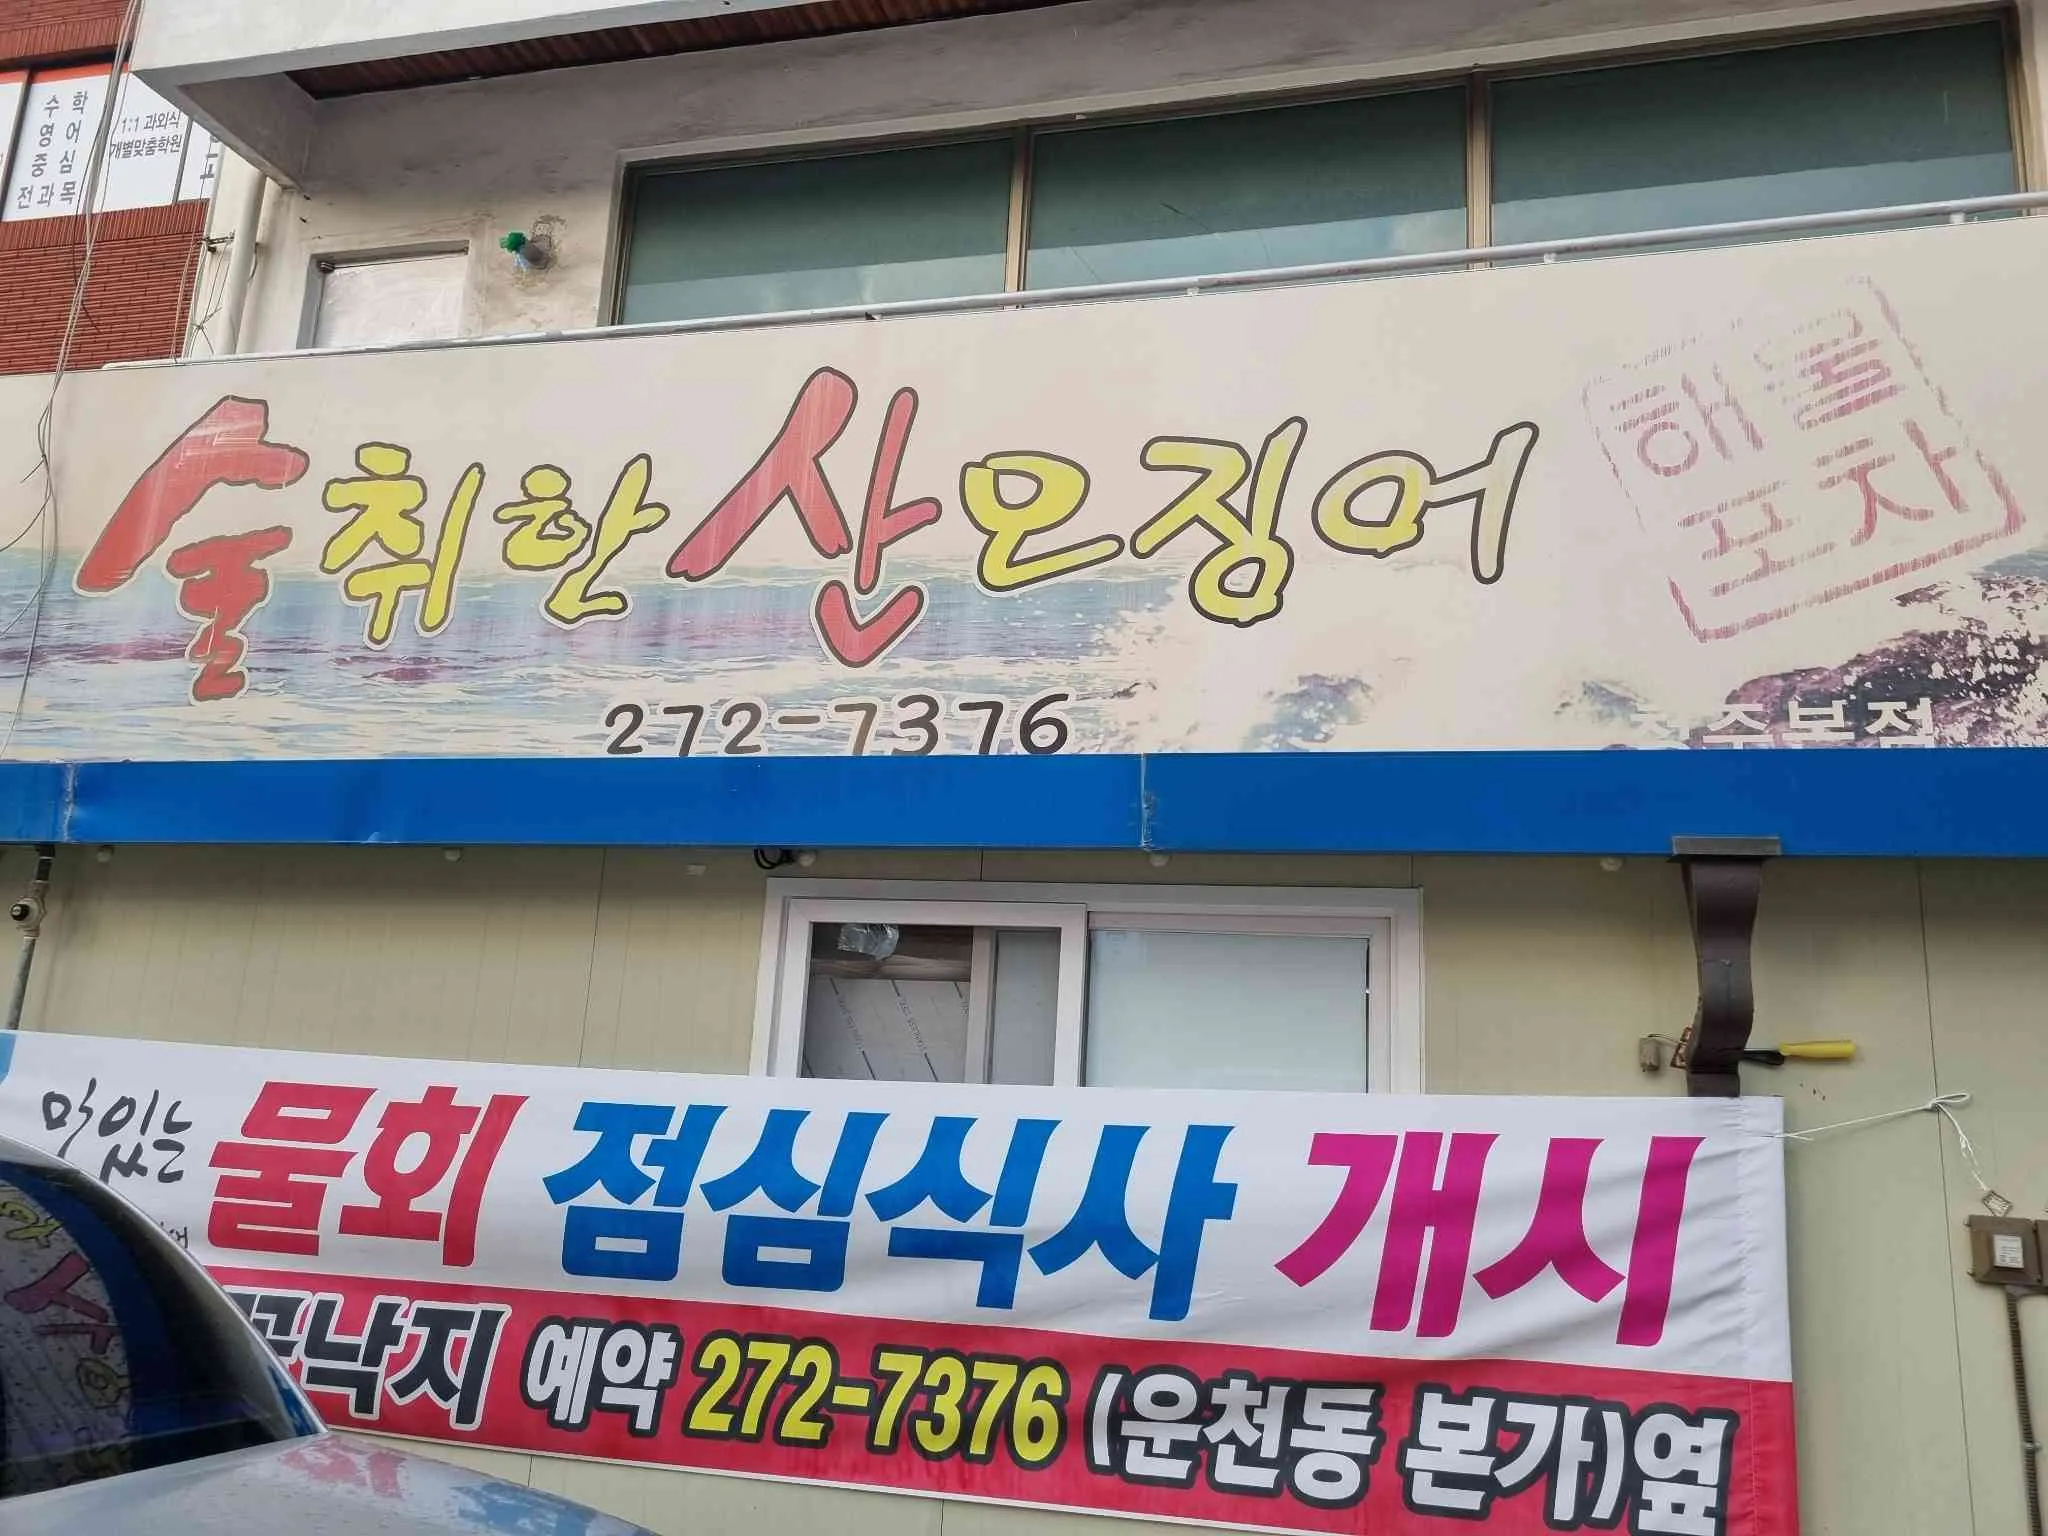 수 학
영 어
중 심
전과목
1:1 과외식
개별맞춤학원
술취한 산오징어
해물
포차
272-7376
주본점
맛있는 물회 점심식사 개시
낙지 예약 272-7376 (운천동 본가)옆